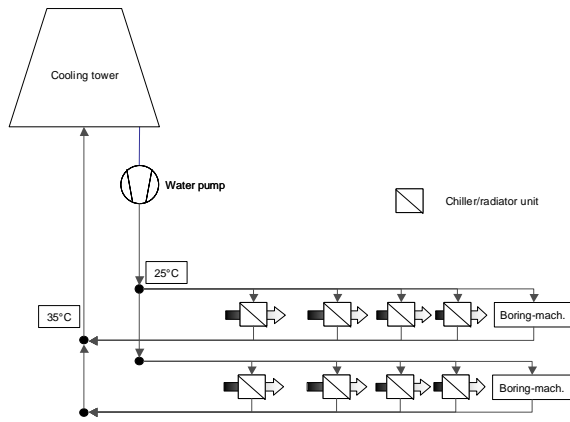 Cooling tower
Water pump
Chiller/radiator unit
25°C
35°C
Boring-mach.
Boring-mach.